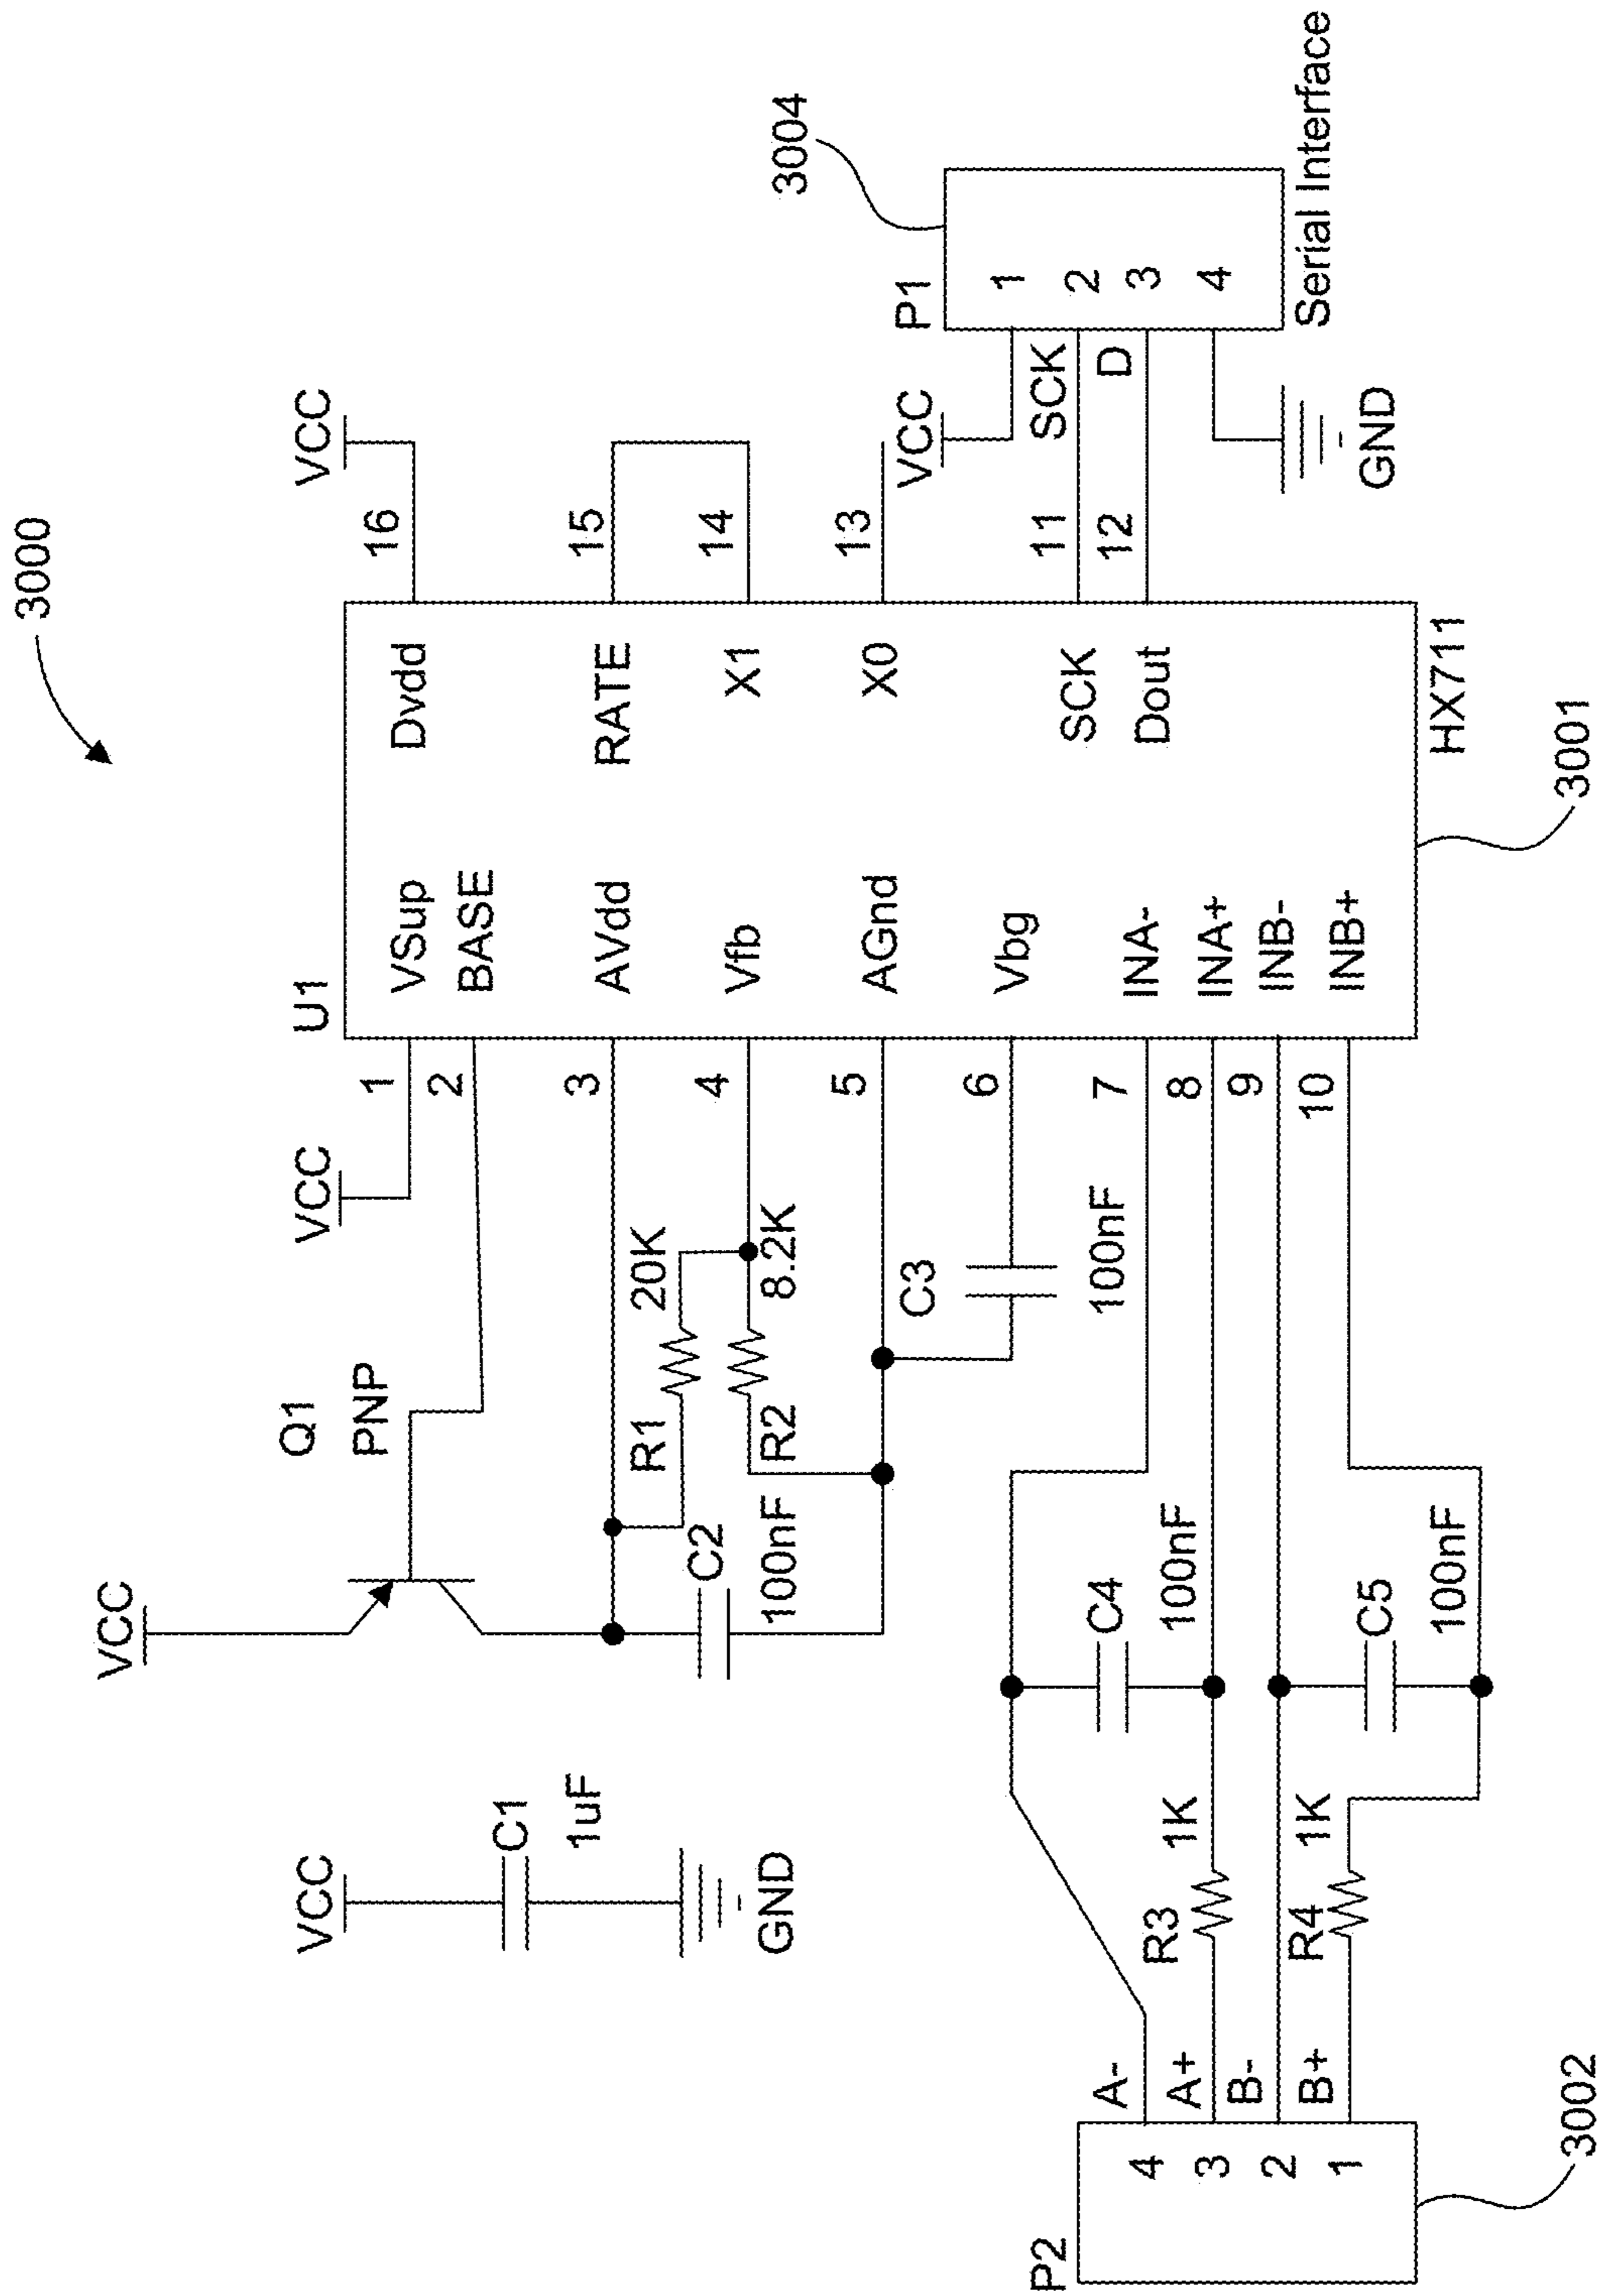 3000
VCC
Q1
PNP
VCC
U1
VCC
VCC
C1
1uF
GND
1
2
3
4
5
6
7
8
9
10
VSup
BASE
AVdd
Vfb
AGnd
Vbg
INA-
INA+
INB-
INB+
Dvdd
RATE
X1
X0
SCK
Dout
16
15
14
13
11
12
HX711
3001
R1
20K
R2
8.2K
C2
100nF
C3
100nF
C4
100nF
C5
100nF
R3
1K
R4
1K
P2
4
3
2
1
A-
A+
B-
B+
3002
VCC
SCK
D
GND
P1
1
2
3
4
Serial Interface
3004